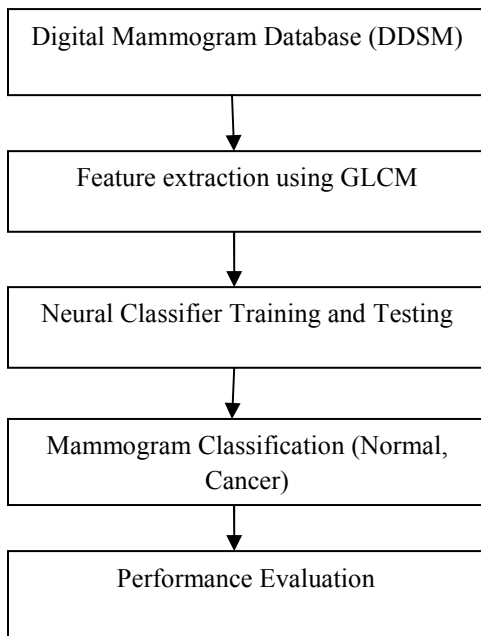 Digital Mammogram Database (DDSM)
Feature extraction using GLCM
Neural Classifier Training and Testing
Mammogram Classification (Normal,
Cancer)
Performance Evaluation